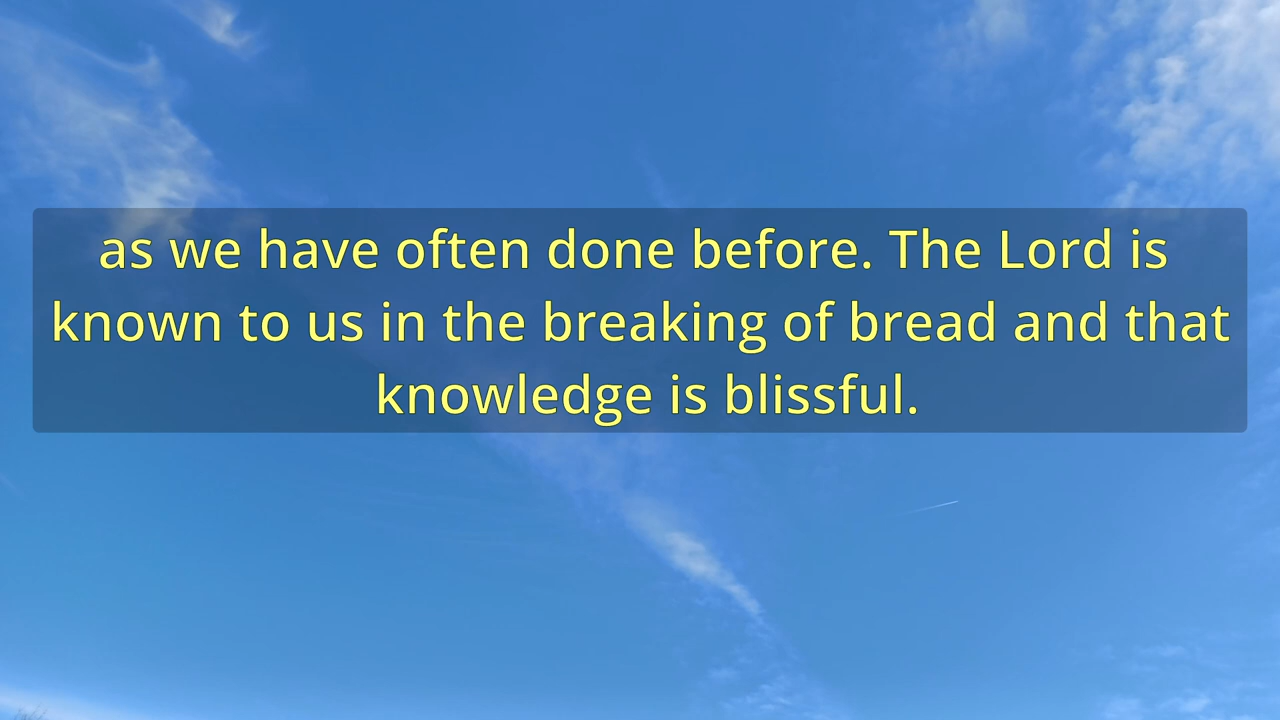 as we have often done before. The Lord is
known to us in the breaking of bread and that
knowledge is blissful.